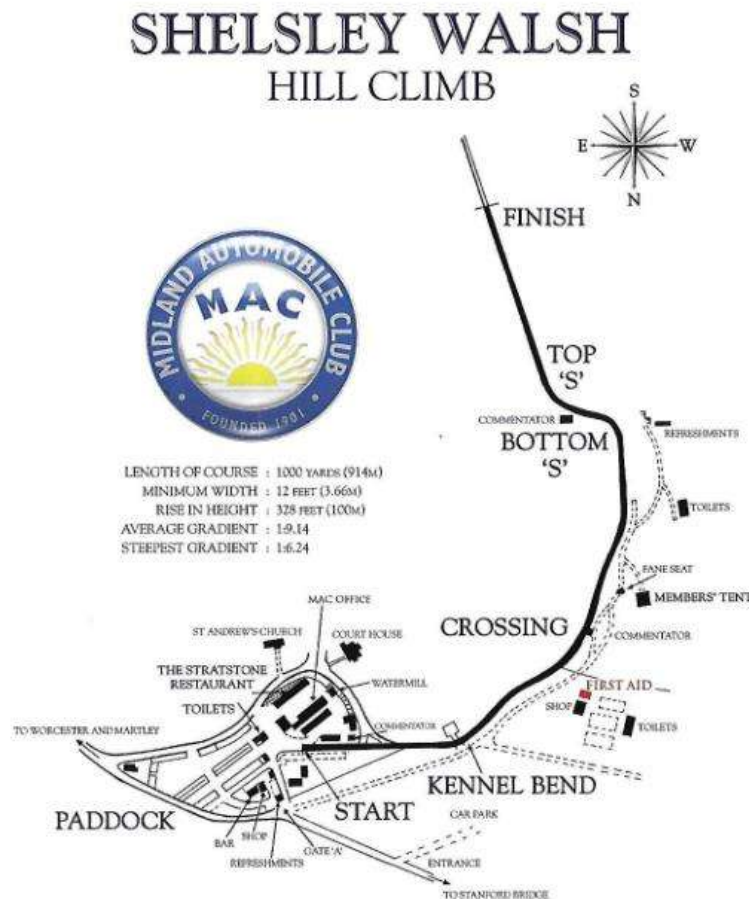 SHELSLEY WALSH
HILL CLIMB
S
E W
N
FINISH
MIDLAND AUTOMOBILE CLUB
MAC
FOUNDED 1901
TOP
'S'
COMMENTATOR
BOTTOM
'S'
REFRESHMENTS
LENGTH OF COURSE : 1000 YARDS (914M)
MINIMUM WIDTH : 12 FEET (3.66M)
RISE IN HEIGHT : 328 FEET (100M)
AVERAGE GRADIENT : 1:9.14
STEEPEST GRADIENT : 1:6.24
TOILETS
FANE SEAT
MEMBERS' TENT
MAC OFFICE
CROSSING
COMMENTATOR
ST ANDREW'S CHURCH
COURT HOUSE
THE STRATSTONE
RESTAURANT
WATERMILL
FIRST AID
TOILETS
SHOP
TOILETS
TO WORCESTER AND MARTLEY
COMMENTATOR
KENNEL BEND
START
PADDOCK
CAR PARK
BAR
SHOP
REFRESHMENTS
GATE 'A'
ENTRANCE
TO STANFORD BRIDGE